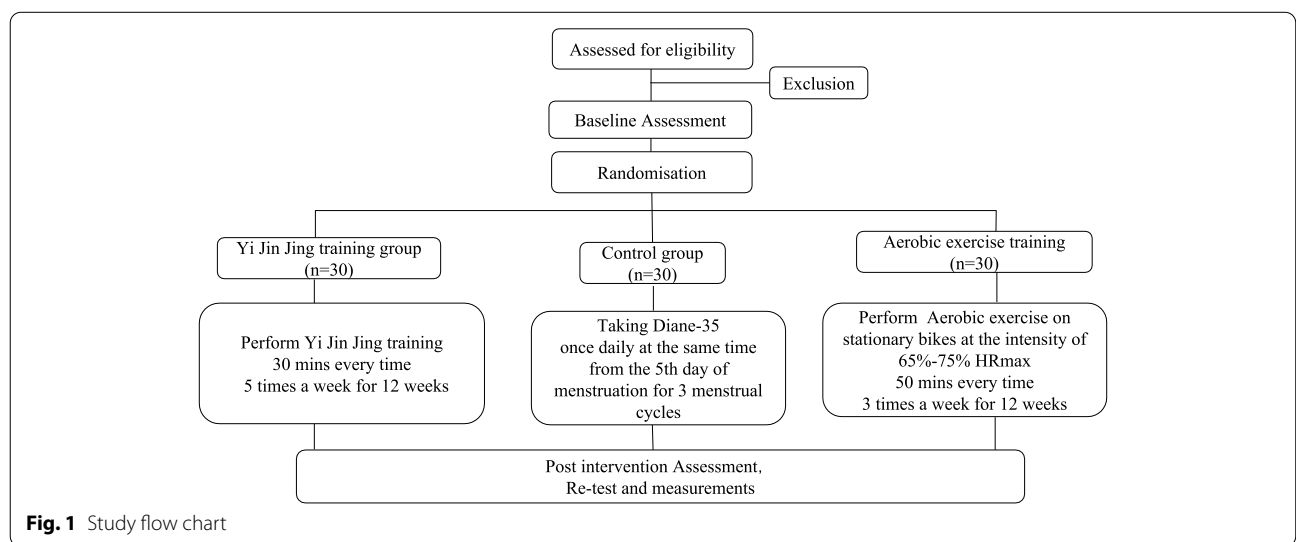 Assessed for eligibility
Exclusion
Baseline Assessment
Randomisation
Yi Jin Jing training group
(n=30)
Control group
(n=30)
Aerobic exercise training
(n=30)
Perform Yi Jin Jing training
30 mins every time
5 times a week for 12 weeks
Taking Diane-35
once daily at the same time
from the 5th day of
menstruation for 3 menstrual
cycles
Perform Aerobic exercise on
stationary bikes at the intensity of
65%-75% HRmax
50 mins every time
3 times a week for 12 weeks
Post intervention Assessment,
Re-test and measurements
Fig. 1 Study flow chart